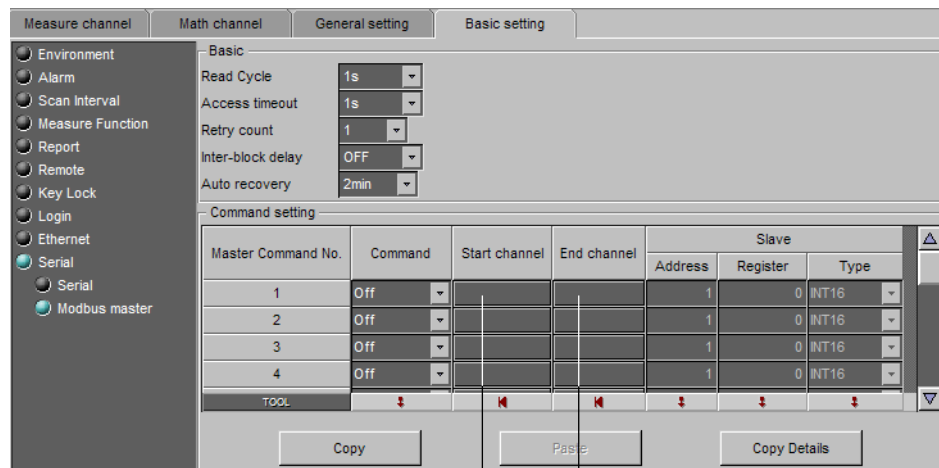 Measure channel Math channel General setting Basic setting
Environment
Alarm
Scan Interval
Measure Function
Report
Remote
Key Lock
Login
Ethernet
Serial
Serial
Modbus master
Basic
Read Cycle 1s
Access timeout 1s
Retry count 1
Inter-block delay OFF
Auto recovery 2min
Command setting
Master Command No. Command Start channel End channel Slave
Address Register Type
1 Off 1 0 INT16
2 Off 1 0 INT16
3 Off 1 0 INT16
4 Off 1 0 INT16
TOOL
Copy Paste Copy Details